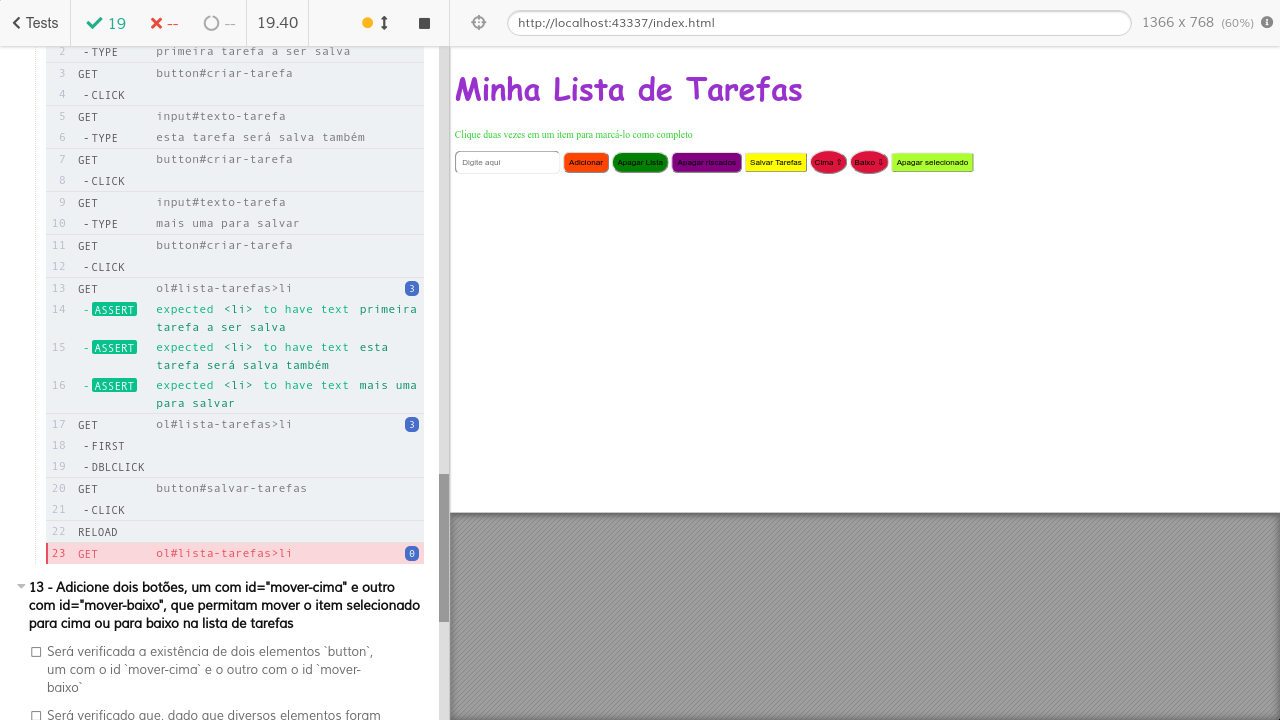 Tests
19
--
--
19.40
http://localhost:43337/index.html
1366 x 768 (60%)
2 -TYPE primeira tarefa a ser salva
3 GET button#criar-tarefa
4 -CLICK
5 GET input#texto-tarefa
6 -TYPE esta tarefa será salva também
7 GET button#criar-tarefa
8 -CLICK
9 GET input#texto-tarefa
10 -TYPE mais uma para salvar
11 GET button#criar-tarefa
12 -CLICK
13 GET ol#lista-tarefas>li 3
14 -ASSERT expected <li> to have text primeira
tarefa a ser salva
15 -ASSERT expected <li> to have text esta
tarefa será salva também
16 -ASSERT expected <li> to have text mais uma
para salvar
17 GET ol#lista-tarefas>li 3
18 -FIRST
19 -DBLCLICK
20 GET button#salvar-tarefas
21 -CLICK
22 RELOAD
23 GET ol#lista-tarefas>li 0
13 - Adicione dois botões, um com id="mover-cima" e outro
com id="mover-baixo", que permitam mover o item selecionado
para cima ou para baixo na lista de tarefas
Será verificada a existência de dois elementos `button`,
um com o id `mover-cima` e o outro com o id `mover-
baixo`
Será verificado que, dado que diversos elementos foram
Minha Lista de Tarefas
Clique duas vezes em um item para marcá-lo como completo
Digite aqui Adicionar Apagar Lista Apagar riscados Salvar Tarefas Cima ⇧ Baixo ⇩ Apagar selecionado